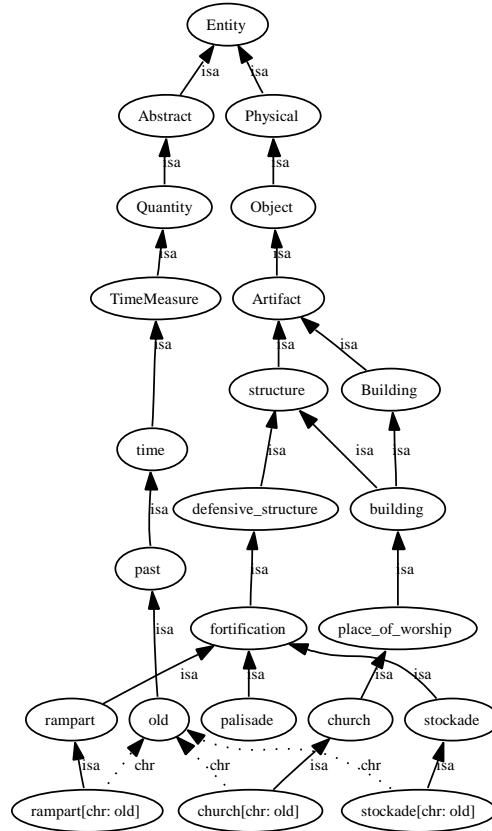 Entity
isa isa
Abstract Physical
isa isa
Quantity Object
isa isa
TimeMeasure Artifact
isa isa isa
structure Building
time isa isa isa
defensive_structure building
isa
past isa isa
isa fortification place_of_worship
isa isa isa isa
rampart old palisade church stockade
isa chr chr isa chr isa
rampart[chr: old] church[chr: old] stockade[chr: old]